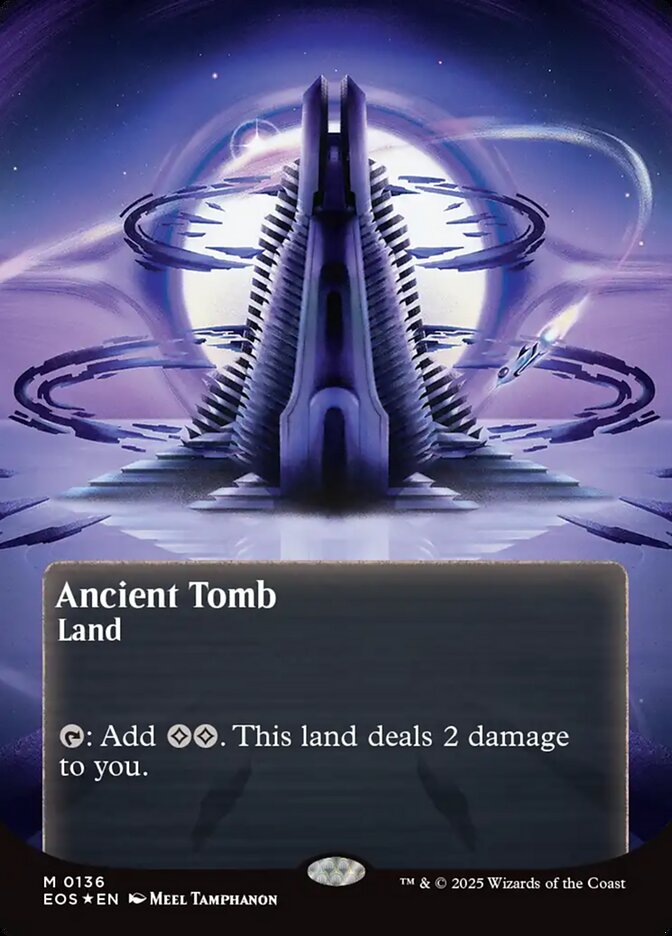 Ancient Tomb
Land
: Add . This land deals 2 damage
to you.
M 0136
EOS★EN Meel Tamphanon
™ & © 2025 Wizards of the Coast